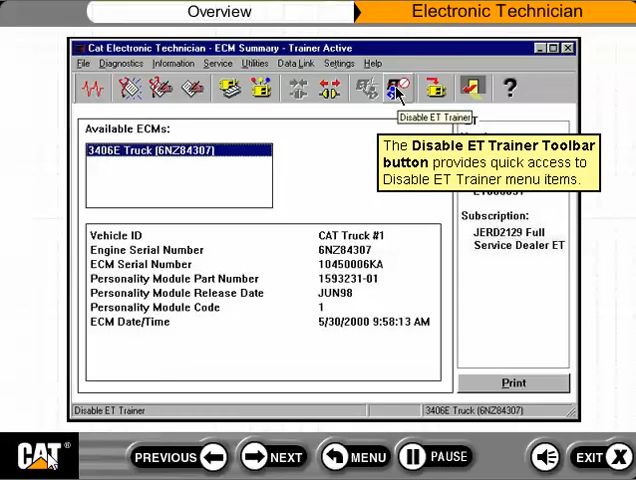 Overview
Electronic Technician
Cat Electronic Technician - ECM Summary - Trainer Active
File Diagnostics Information Service Utilities Data Link Settings Help
?
Disable ET Trainer
Available ECMs:
3406E Truck (6NZ84307)
The Disable ET Trainer Toolbar
button provides quick access to
Disable ET Trainer menu items.
Subscription:
JERD2129 Full
Service Dealer ET
Vehicle ID CAT Truck #1
Engine Serial Number 6NZ84307
ECM Serial Number 10450006KA
Personality Module Part Number 1593231-01
Personality Module Release Date JUN98
Personality Module Code 1
ECM Date/Time 5/30/2000 9:58:13 AM
Print
Disable ET Trainer 3406E Truck (6NZ84307)
CAT® PREVIOUS NEXT MENU PAUSE EXIT X